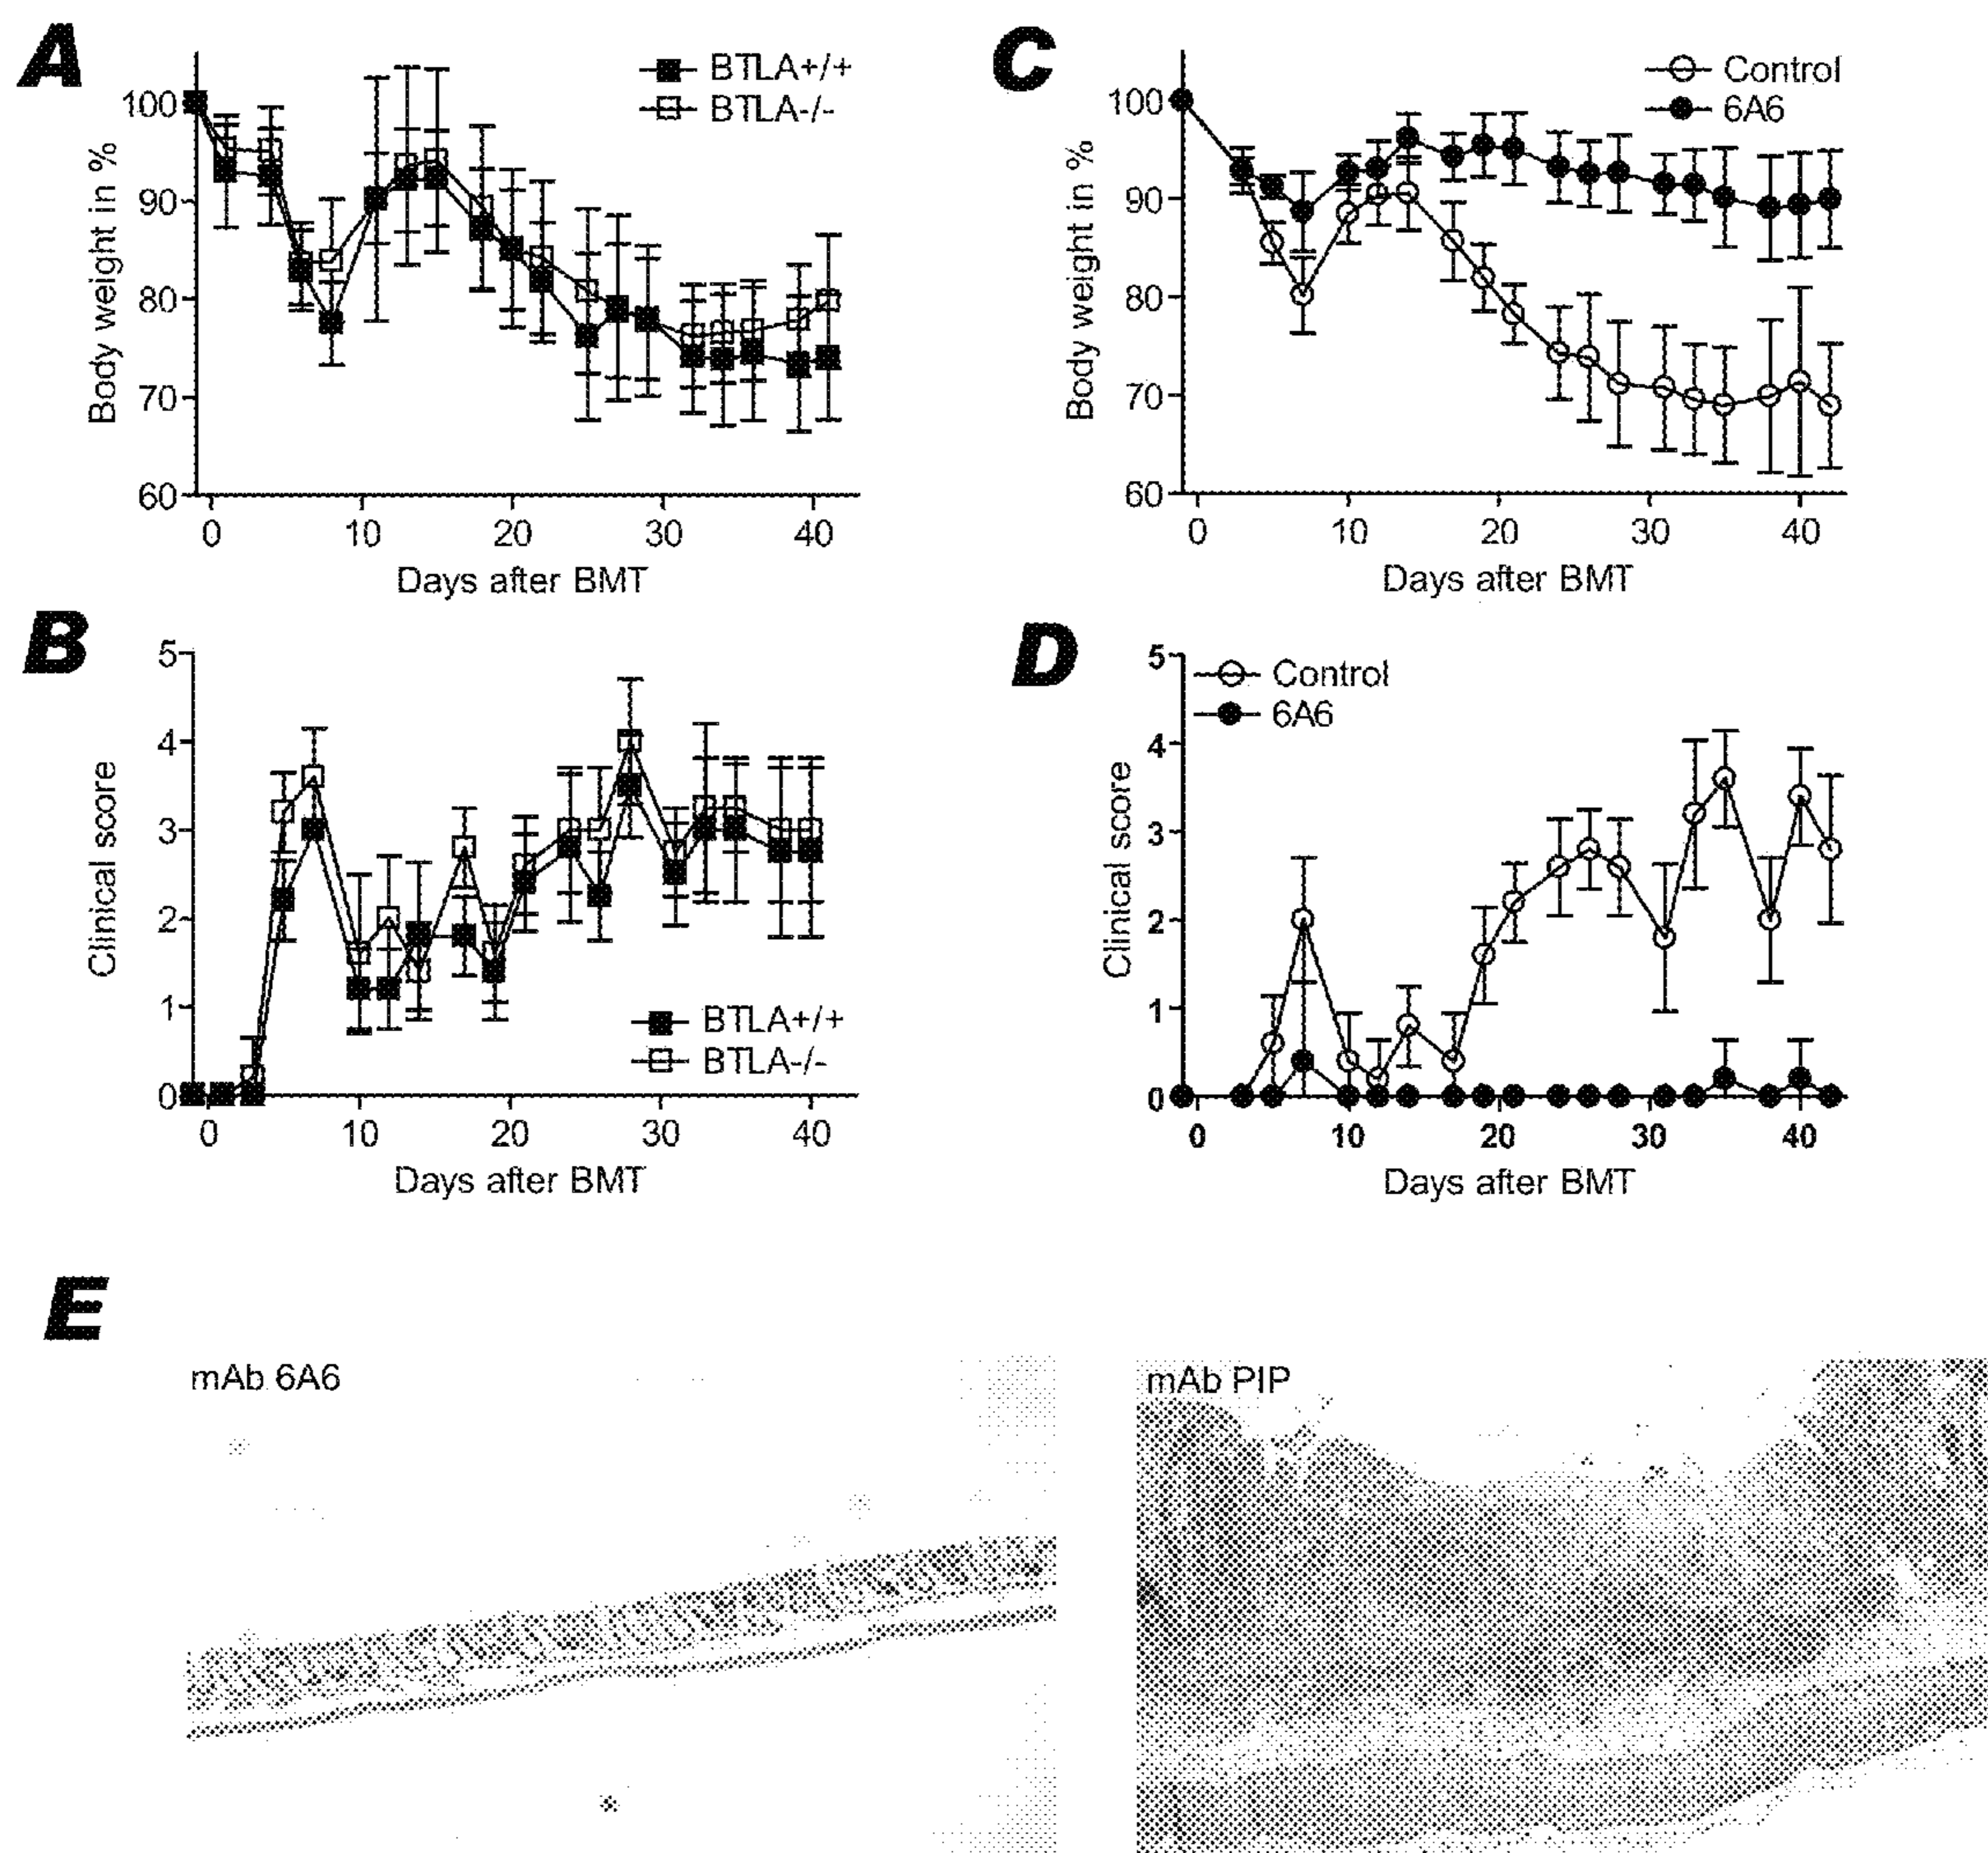 A
BTLA+/+
BTLA-/-
100
90
80
70
60
Body weight in %
0 10 20 30 40
Days after BMT
C
Control
6A6
100
90
80
70
60
Body weight in %
0 10 20 30 40
Days after BMT
B
5
4
3
2
1
0
Clinical score
BTLA+/+
BTLA-/-
0 10 20 30 40
Days after BMT
D
Control
6A6
5
4
3
2
1
0
Clinical score
0 10 20 30 40
Days after BMT
E
mAb 6A6
mAb PIP